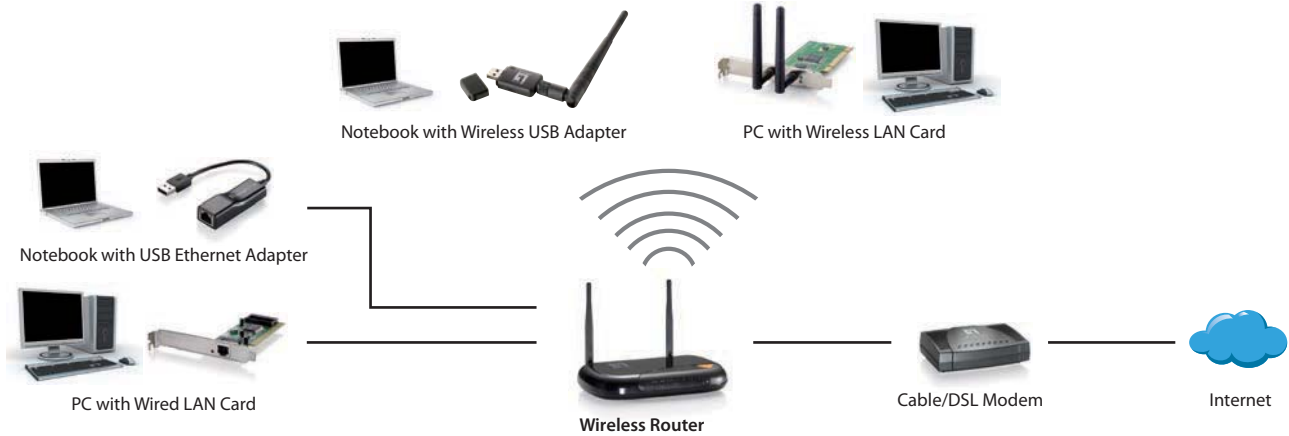 Notebook with Wireless USB Adapter
PC with Wireless LAN Card
Notebook with USB Ethernet Adapter
PC with Wired LAN Card
Wireless Router
Cable/DSL Modem
Internet